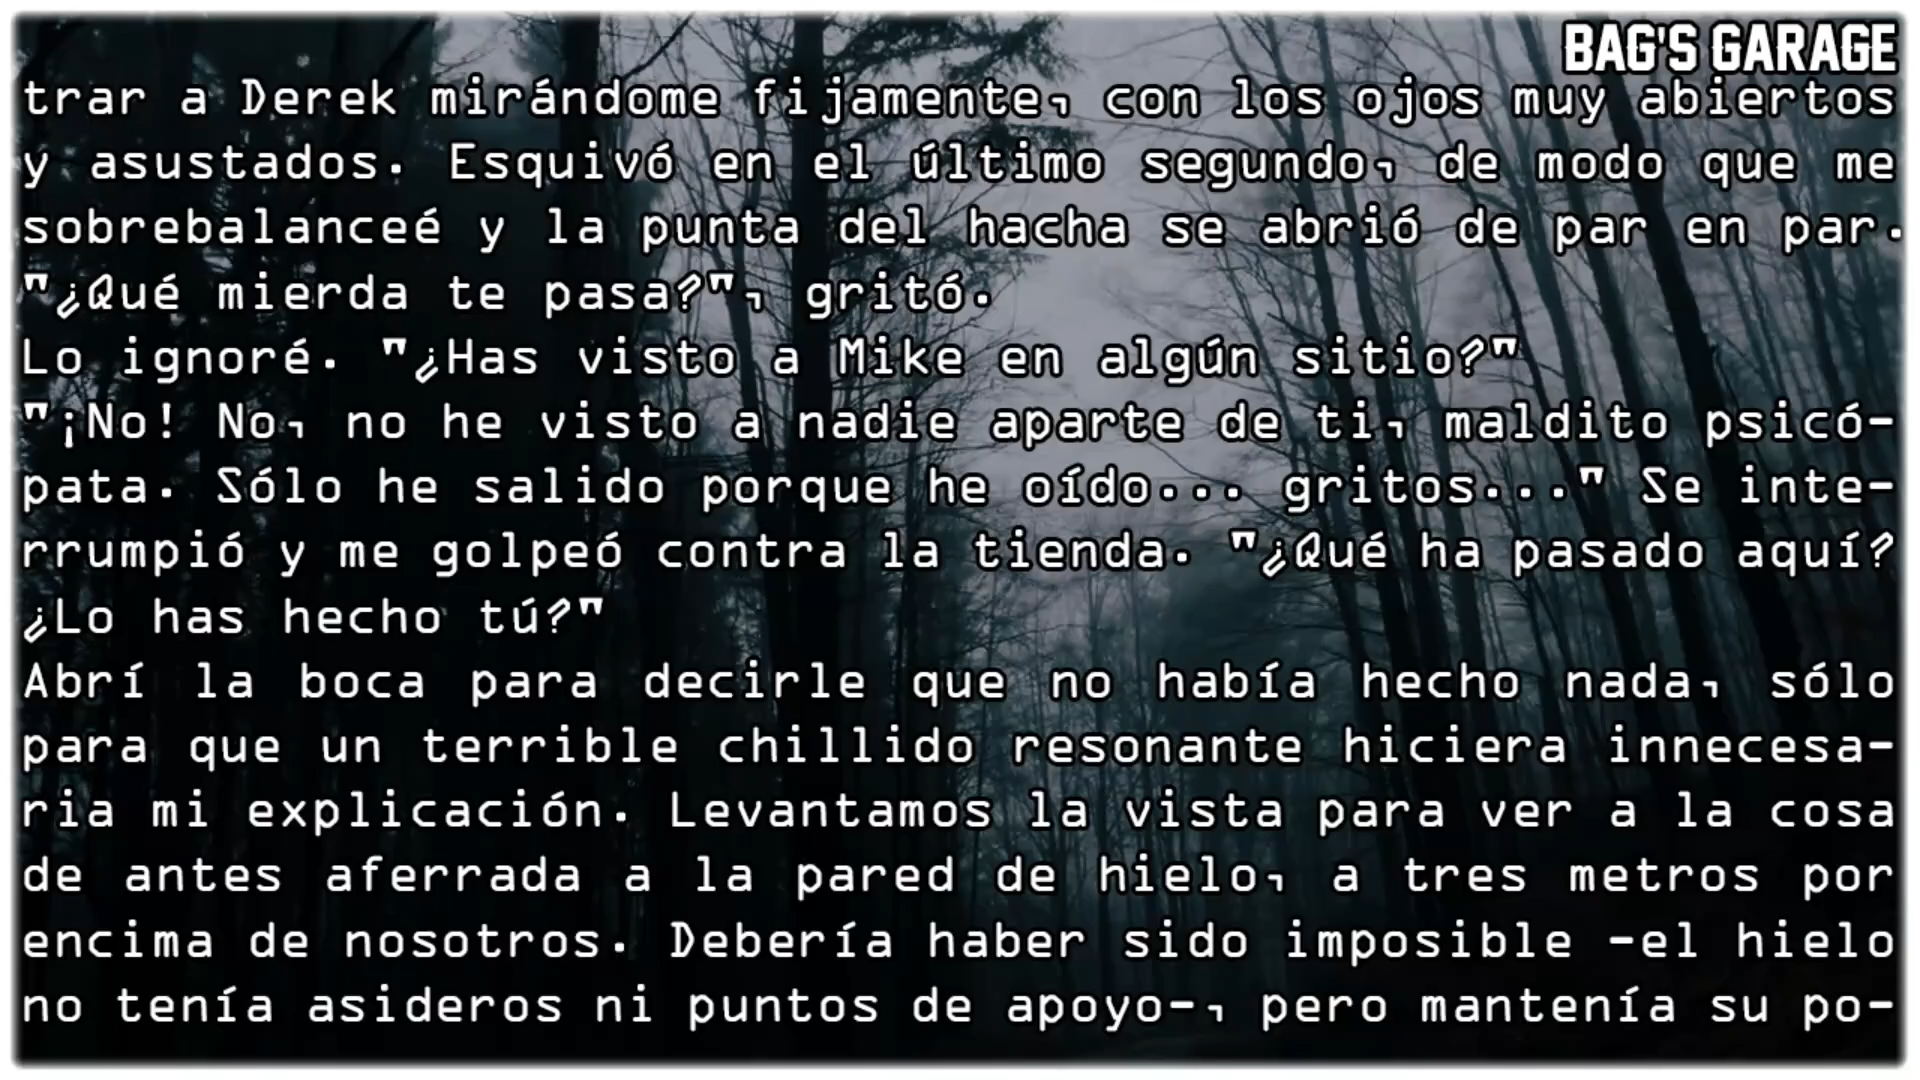 BAG'S GARAGE
trar a Derek mirándome fijamente, con los ojos muy abiertos
y asustados. Esquivó en el último segundo, de modo que me
sobrebalanceé y la punta del hacha se abrió de par en par.
"¿Qué mierda te pasa?", gritó.
Lo ignoré. "¿Has visto a Mike en algún sitio?"
"¡No! No, no he visto a nadie aparte de ti, maldito psicó-
pata. Sólo he salido porque he oído... gritos..." Se inte-
rrumpió y me golpeó contra la tienda. "¿Qué ha pasado aquí?
¿Lo has hecho tú?"
Abrí la boca para decirle que no había hecho nada, sólo
para que un terrible chillido resonante hiciera innecesa-
ria mi explicación. Levantamos la vista para ver a la cosa
de antes aferrada a la pared de hielo, a tres metros por
encima de nosotros. Debería haber sido imposible -el hielo
no tenía asideros ni puntos de apoyo-, pero mantenía su po-